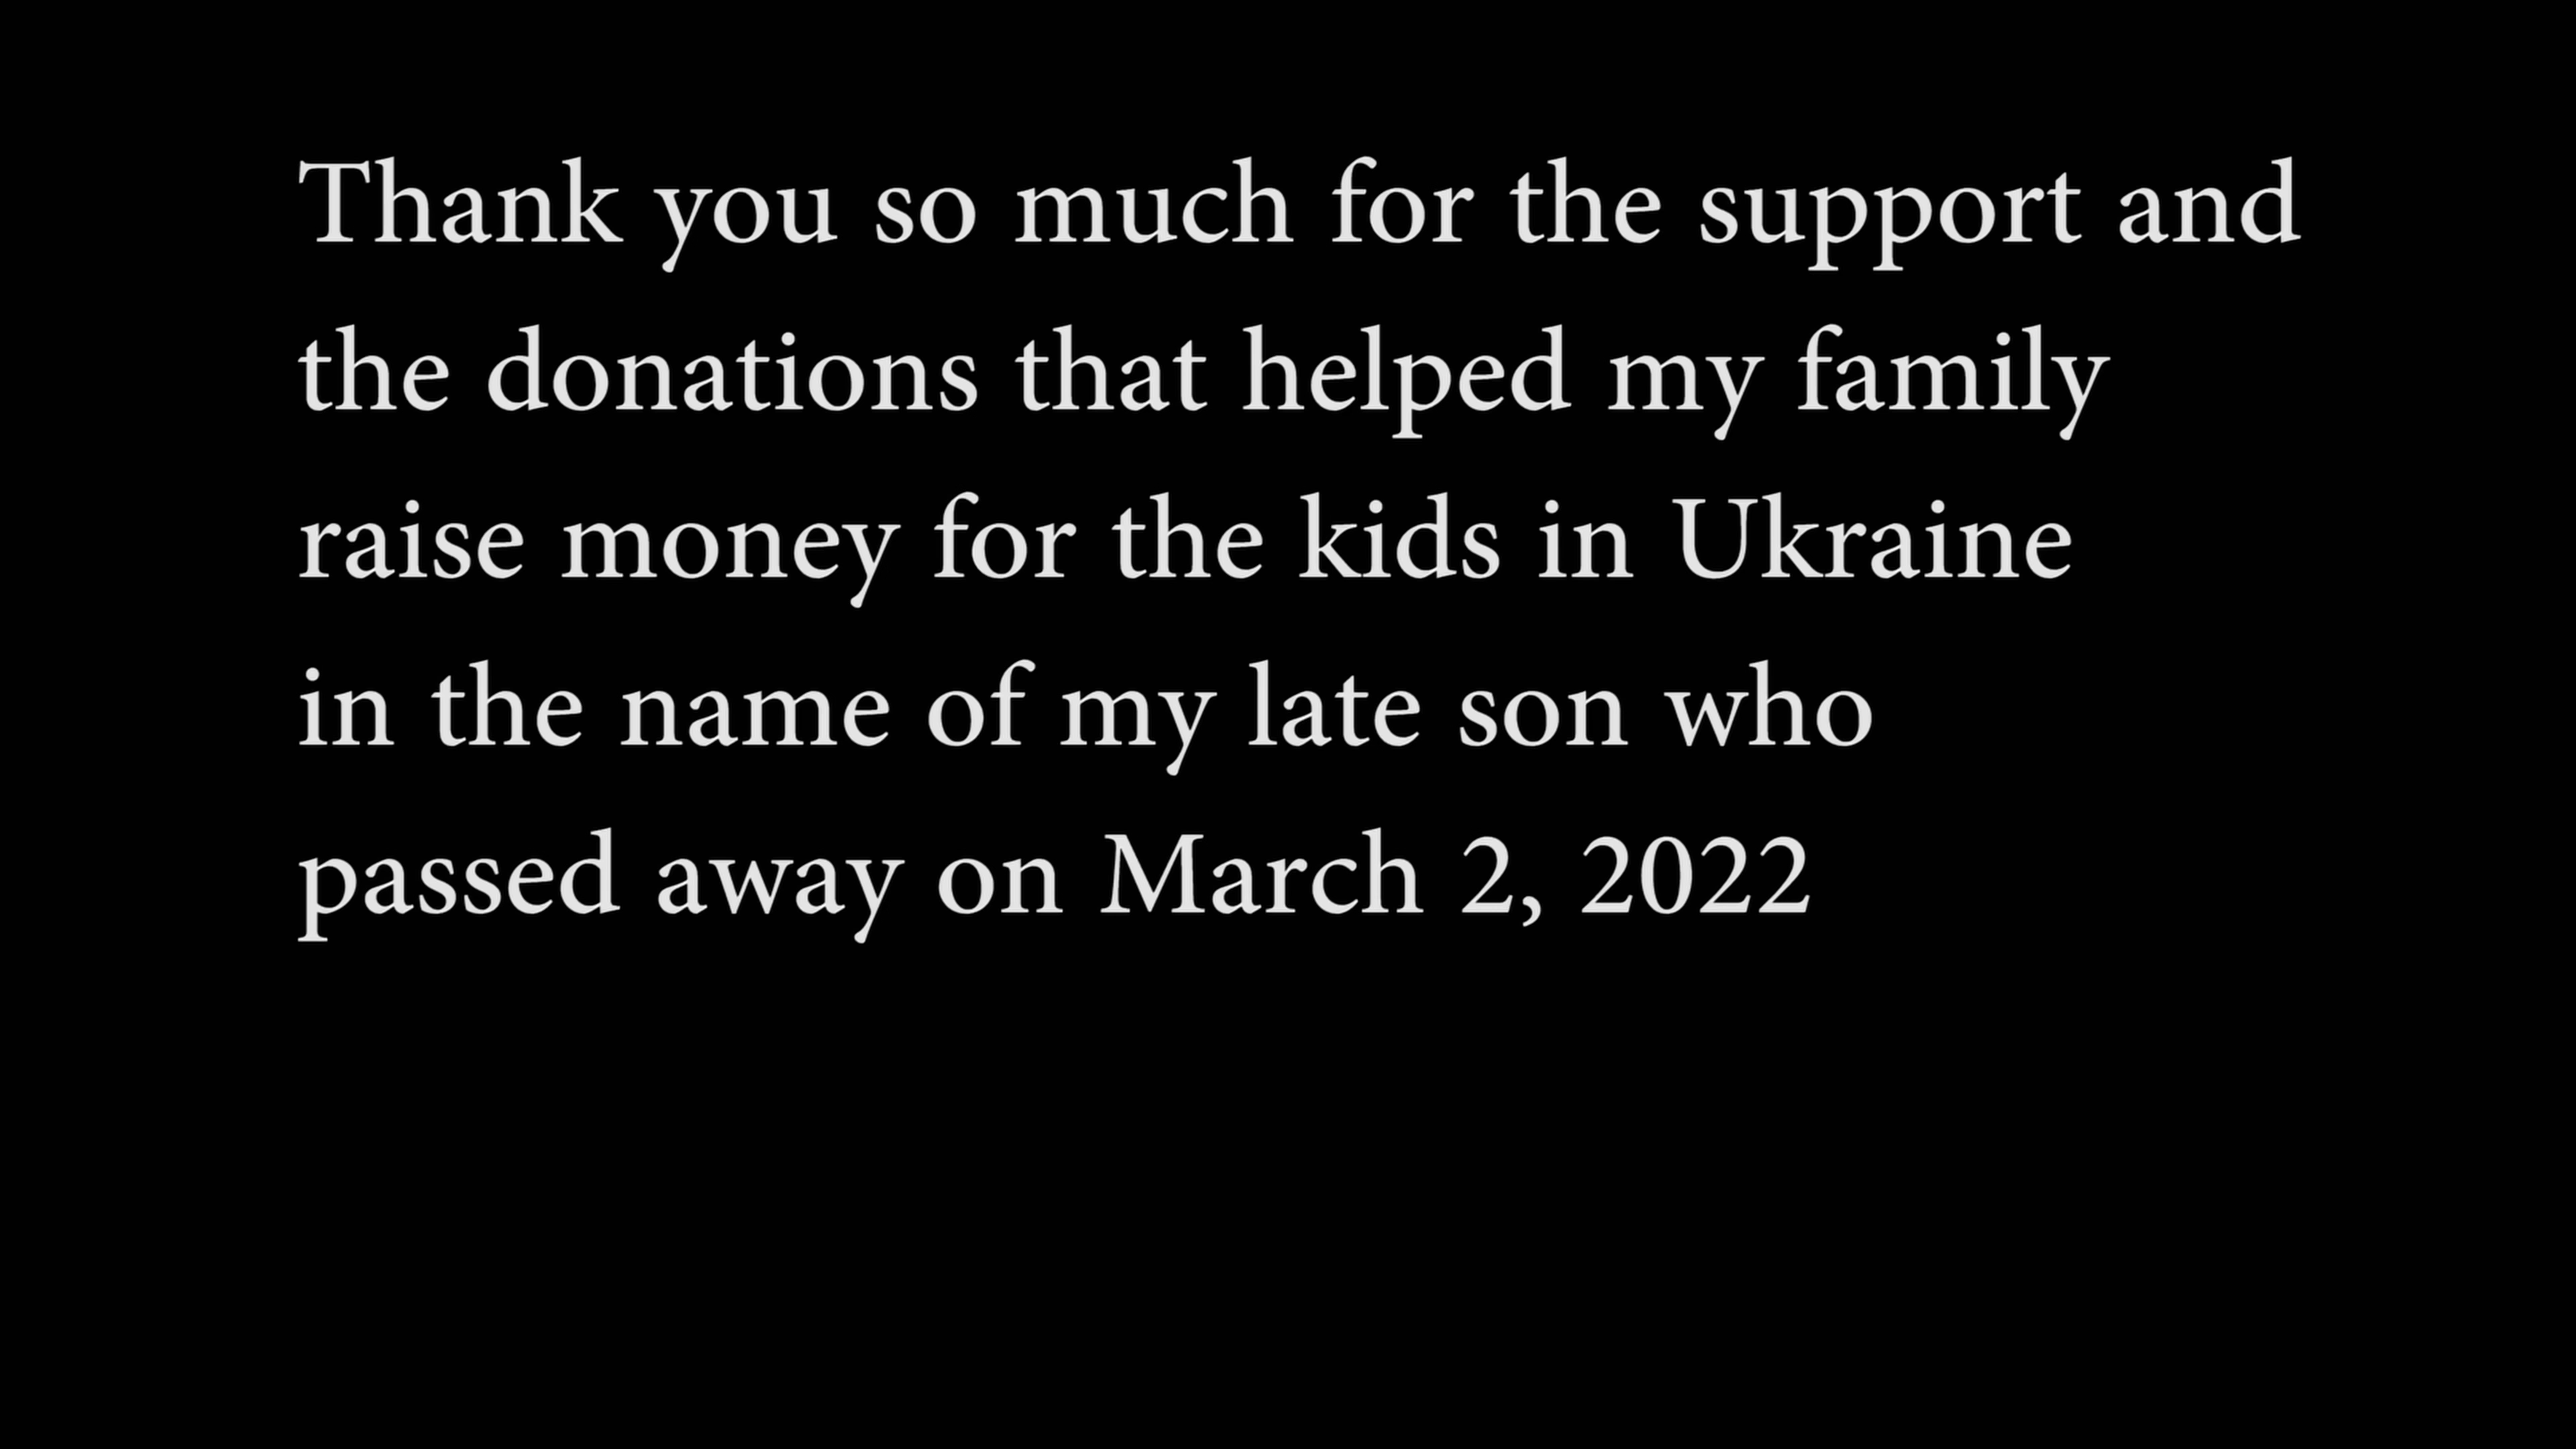 Thank you so much for the support and
the donations that helped my family
raise money for the kids in Ukraine
in the name of my late son who
passed away on March 2, 2022